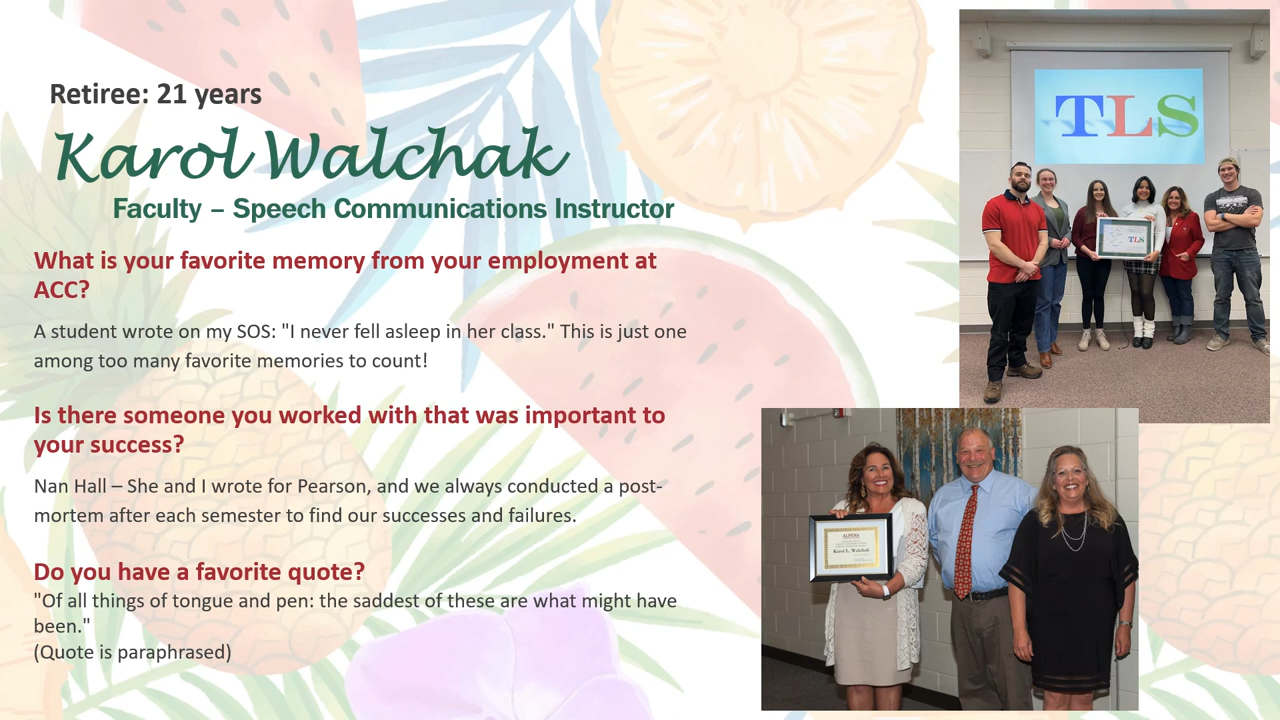 Retiree: 21 years
Karol Walchak
Faculty – Speech Communications Instructor
What is your favorite memory from your employment at
ACC?
A student wrote on my SOS: "I never fell asleep in her class." This is just one
among too many favorite memories to count!
Is there someone you worked with that was important to
your success?
Nan Hall – She and I wrote for Pearson, and we always conducted a post-
mortem after each semester to find our successes and failures.
Do you have a favorite quote?
"Of all things of tongue and pen: the saddest of these are what might have
been."
(Quote is paraphrased)
TLS
TLS
ALPENA
Karol L. Walchak